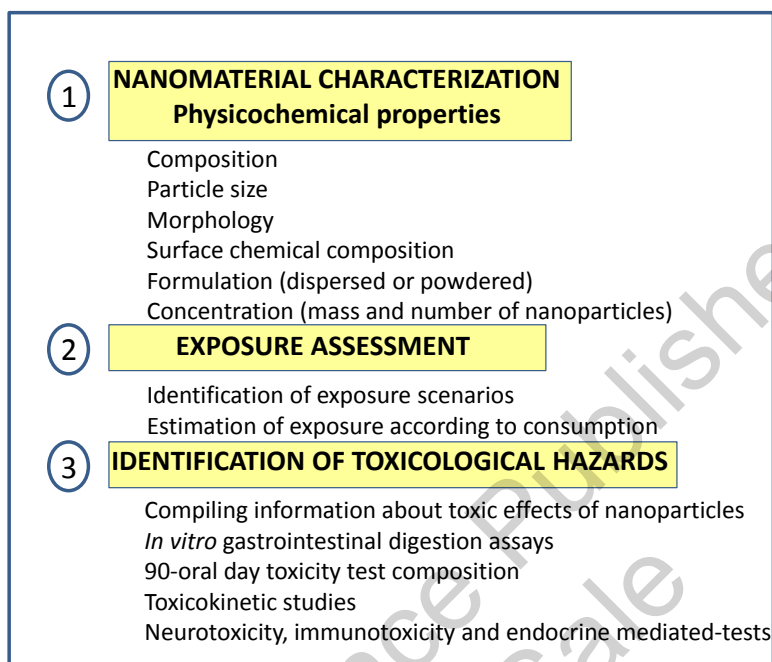 1
NANOMATERIAL CHARACTERIZATION
Physicochemical properties
Composition
Particle size
Morphology
Surface chemical composition
Formulation (dispersed or powdered)
Concentration (mass and number of nanoparticles)
2
EXPOSURE ASSESSMENT
Identification of exposure scenarios
Estimation of exposure according to consumption
3
IDENTIFICATION OF TOXICOLOGICAL HAZARDS
Compiling information about toxic effects of nanoparticles
In vitro gastrointestinal digestion assays
90-oral day toxicity test composition
Toxicokinetic studies
Neurotoxicity, immunotoxicity and endocrine mediated-tests